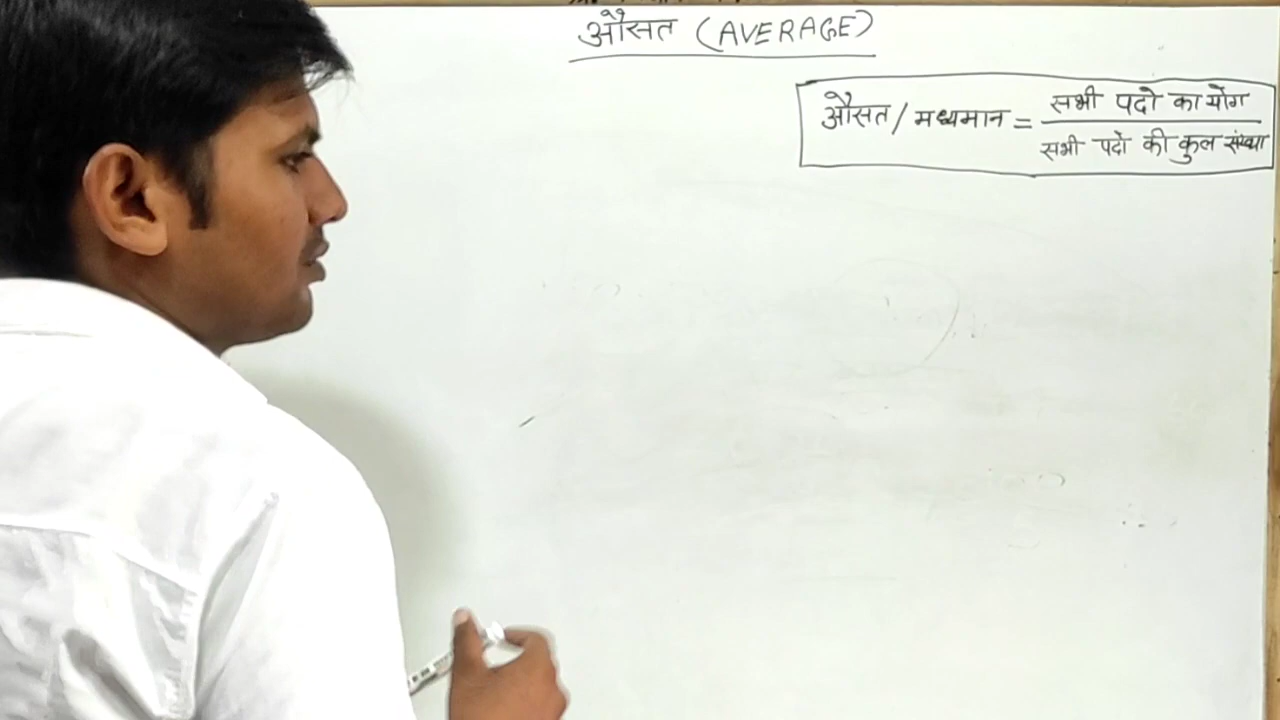 औसत (AVERAGE)
औसत / मध्यमान = सभी पदो का योग
सभी पदो की कुल संख्या